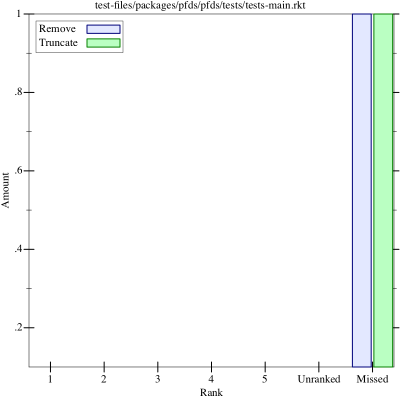 test-files/packages/pfds/pfds/tests/tests-main.rkt
Remove
Truncate
1
.8
.6
.4
.2
Amount
1 2 3 4 5 Unranked Missed
Rank